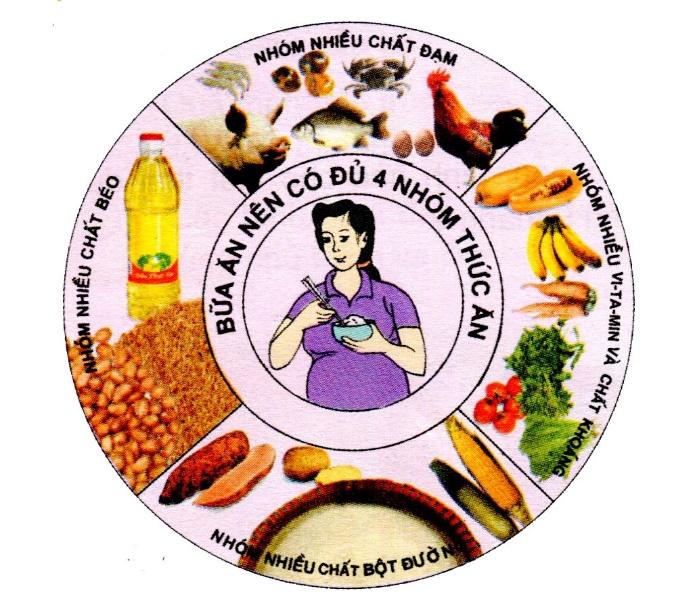 NHÓM NHIỀU CHẤT ĐẠM
NHÓM NHIỀU CHẤT BÉO
BỮA ĂN NÊN CÓ ĐỦ 4 NHÓM THỨC ĂN
NHÓM NHIỀU VI-TA-MIN VÀ CHẤT KHOÁNG
NHÓM NHIỀU CHẤT BỘT ĐƯỜN